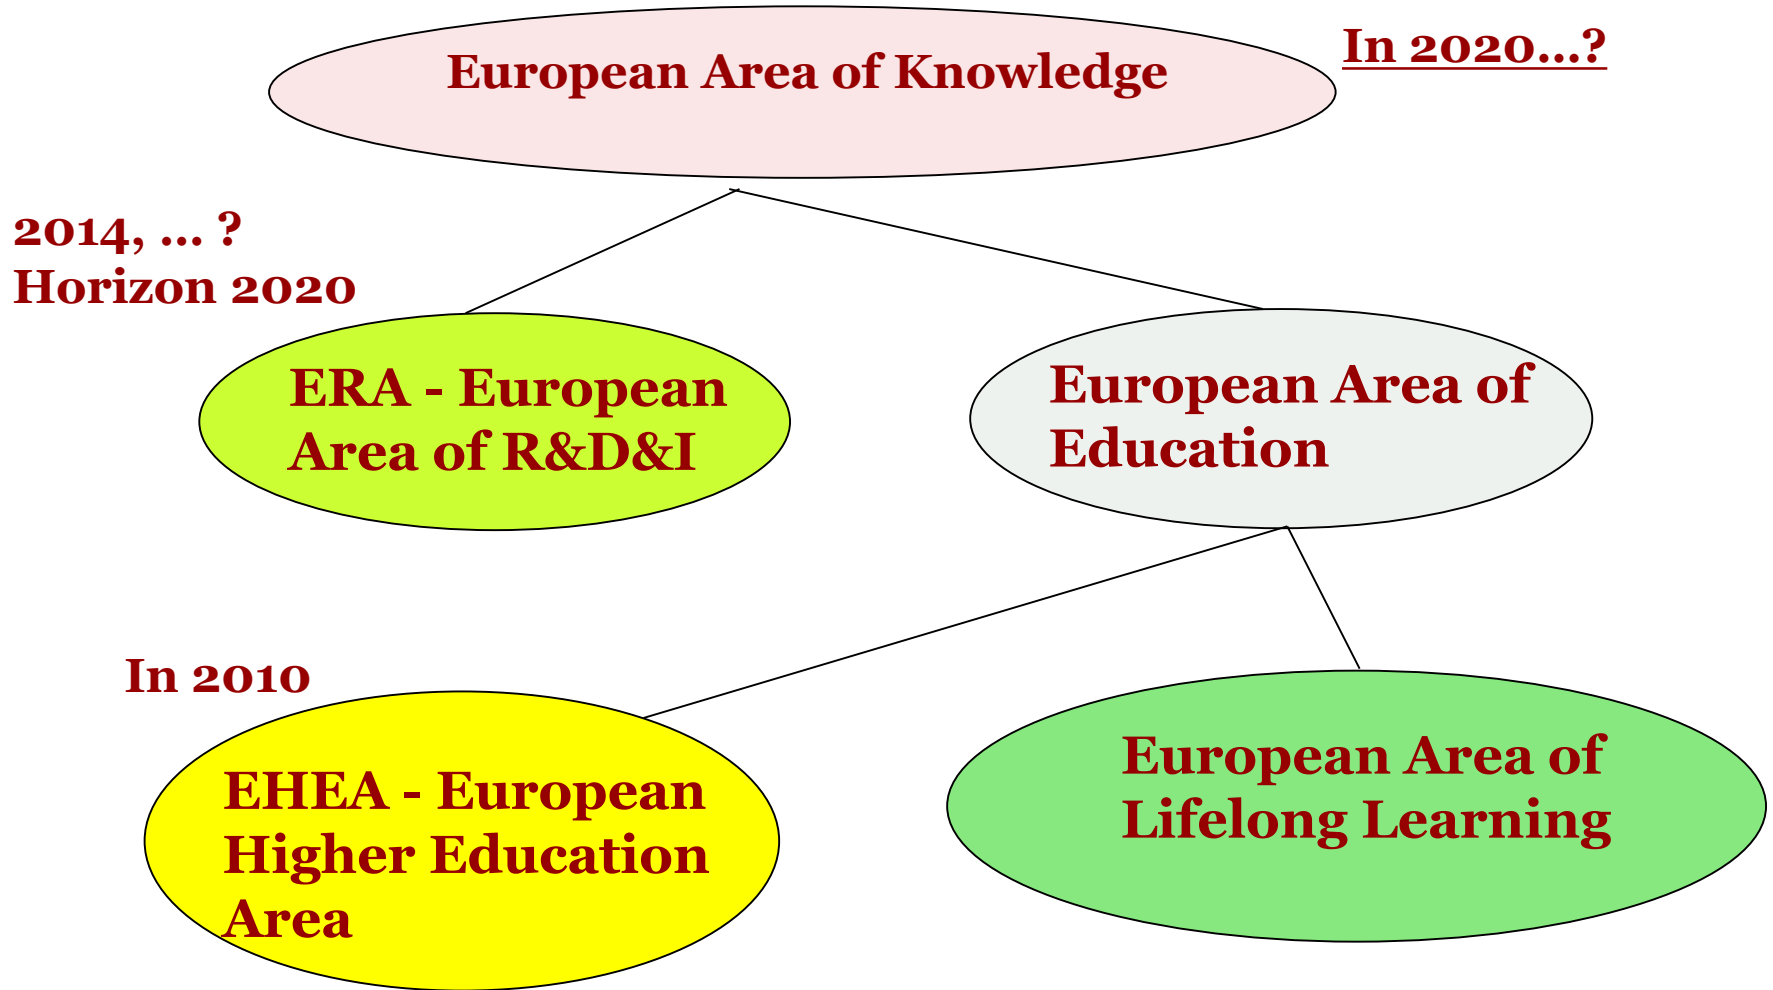 European Area of Knowledge
In 2020...?
2014, ... ?
Horizon 2020
ERA - European
Area of R&D&I
European Area of
Education
In 2010
EHEA - European
Higher Education
Area
European Area of
Lifelong Learning